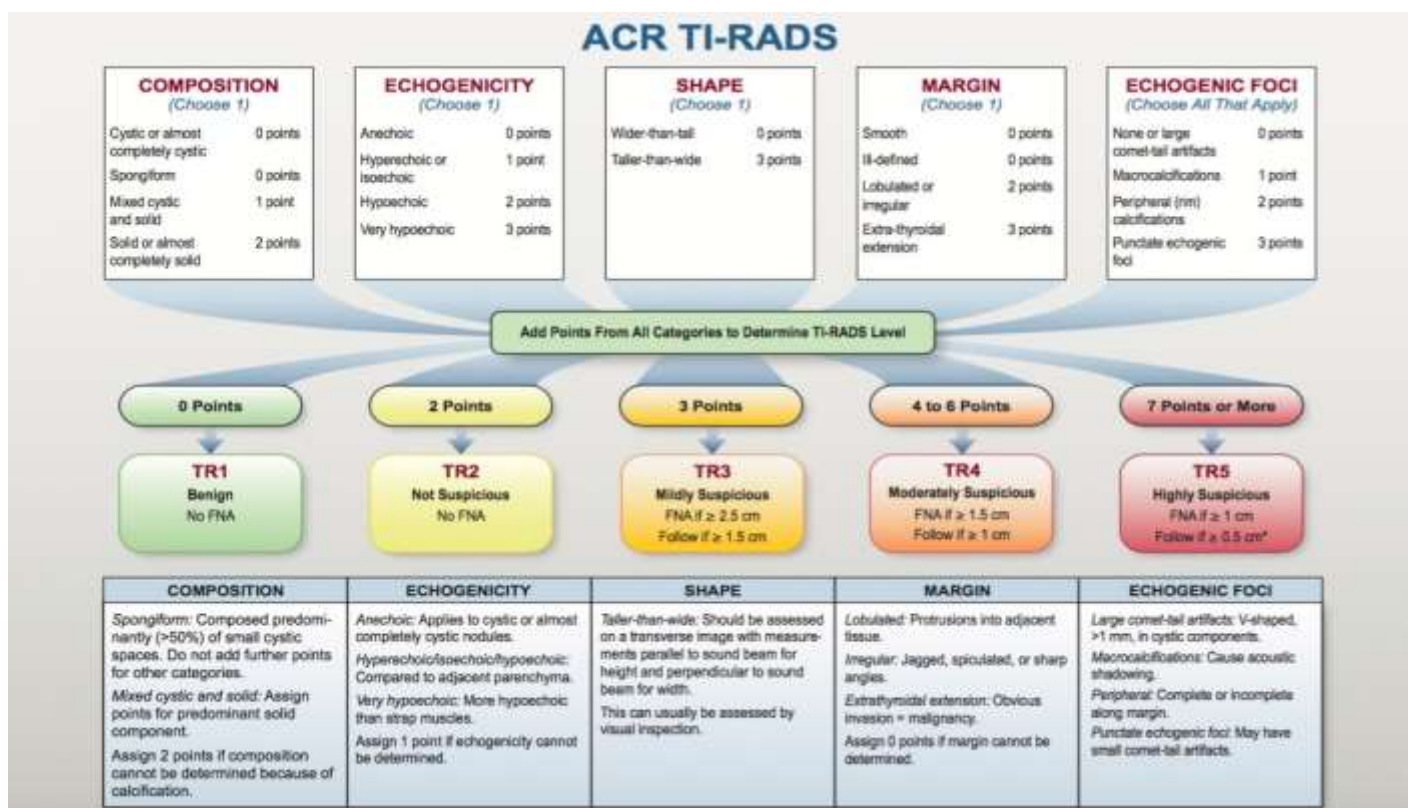 ACR TI-RADS
COMPOSITION
(Choose 1)
Cystic or almost
completely cystic
0 points
Spongiform
0 points
Mixed cystic
and solid
1 point
Solid or almost
completely solid
2 points
ECHOGENICITY
(Choose 1)
Anechoic
0 points
Hyperechoic or
isoechoic
1 point
Hypoechoic
2 points
Very hypoechoic
3 points
SHAPE
(Choose 1)
Wider-than-tall
0 points
Taller-than-wide
3 points
MARGIN
(Choose 1)
Smooth
0 points
Ill-defined
0 points
Lobulated or
irregular
2 points
Extra-thyroidal
extension
3 points
ECHOGENIC FOCI
(Choose All That Apply)
None or large
comet-tail artifacts
0 points
Macrocalcifications
1 point
Peripheral (rim)
calcifications
2 points
Punctate echogenic
foci
3 points
Add Points From All Categories to Determine TI-RADS Level
0 Points
2 Points
3 Points
4 to 6 Points
7 Points or More
TR1
Benign
No FNA
TR2
Not Suspicious
No FNA
TR3
Mildly Suspicious
FNA if ≥ 2.5 cm
Follow if ≥ 1.5 cm
TR4
Moderately Suspicious
FNA if ≥ 1.5 cm
Follow if ≥ 1 cm
TR5
Highly Suspicious
FNA if ≥ 1 cm
Follow if ≥ 0.5 cm*
COMPOSITION
Spongiform: Composed predomi-
nantly (>50%) of small cystic
spaces. Do not add further points
for other categories.
Mixed cystic and solid: Assign
points for predominant solid
component.
Assign 2 points if composition
cannot be determined because of
calcification.
ECHOGENICITY
Anechoic: Applies to cystic or almost
completely cystic nodules.
Hyperechoic/isoechoic/hypoechoic:
Compared to adjacent parenchyma.
Very hypoechoic: More hypoechoic
than strap muscles.
Assign 1 point if echogenicity cannot
be determined.
SHAPE
Taller-than-wide: Should be assessed
on a transverse image with measure-
ments parallel to sound beam for
height and perpendicular to sound
beam for width.
This can usually be assessed by
visual inspection.
MARGIN
Lobulated: Protrusions into adjacent
tissue.
Irregular: Jagged, spiculated, or sharp
angles.
Extrathyroidal extension: Obvious
invasion = malignancy.
Assign 0 points if margin cannot be
determined.
ECHOGENIC FOCI
Large comet-tail artifacts: V-shaped,
>1 mm, in cystic components.
Macrocalcifications: Cause acoustic
shadowing.
Peripheral: Complete or incomplete
along margin.
Punctate echogenic foci: May have
small comet-tail artifacts.